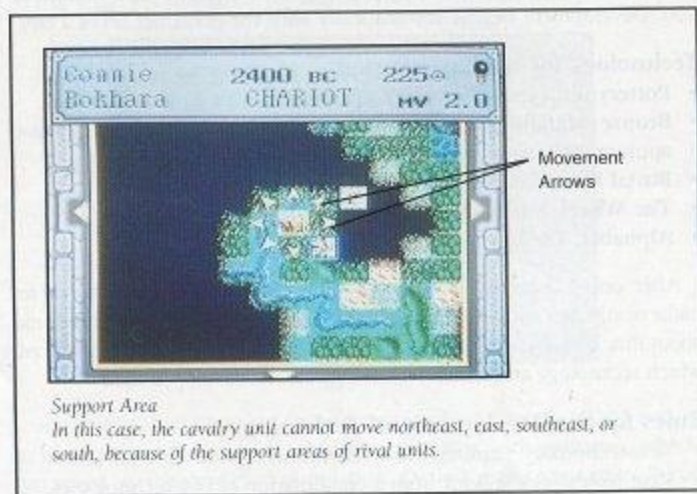 Connie 2400 BC 225
Bokhara CHARIOT MV 2.0
Movement
Arrows
Support Area
In this case, the cavalry unit cannot move northeast, east, southeast, or
south, because of the support areas of rival units.